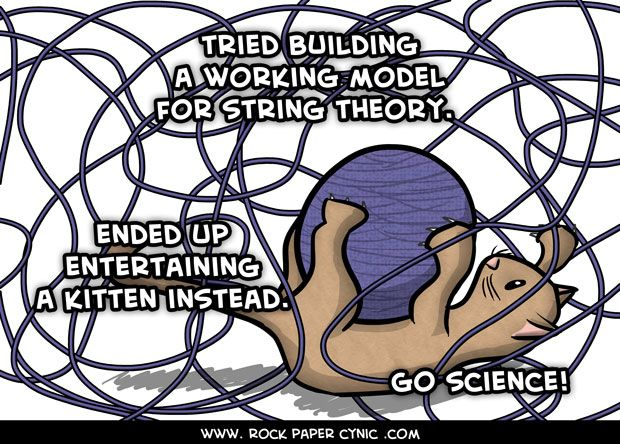 TRIED BUILDING
A WORKING MODEL
FOR STRING THEORY.
ENDED UP
ENTERTAINING
A KITTEN INSTEAD.
GO SCIENCE!
WWW. ROCK PAPER CYNIC .COM